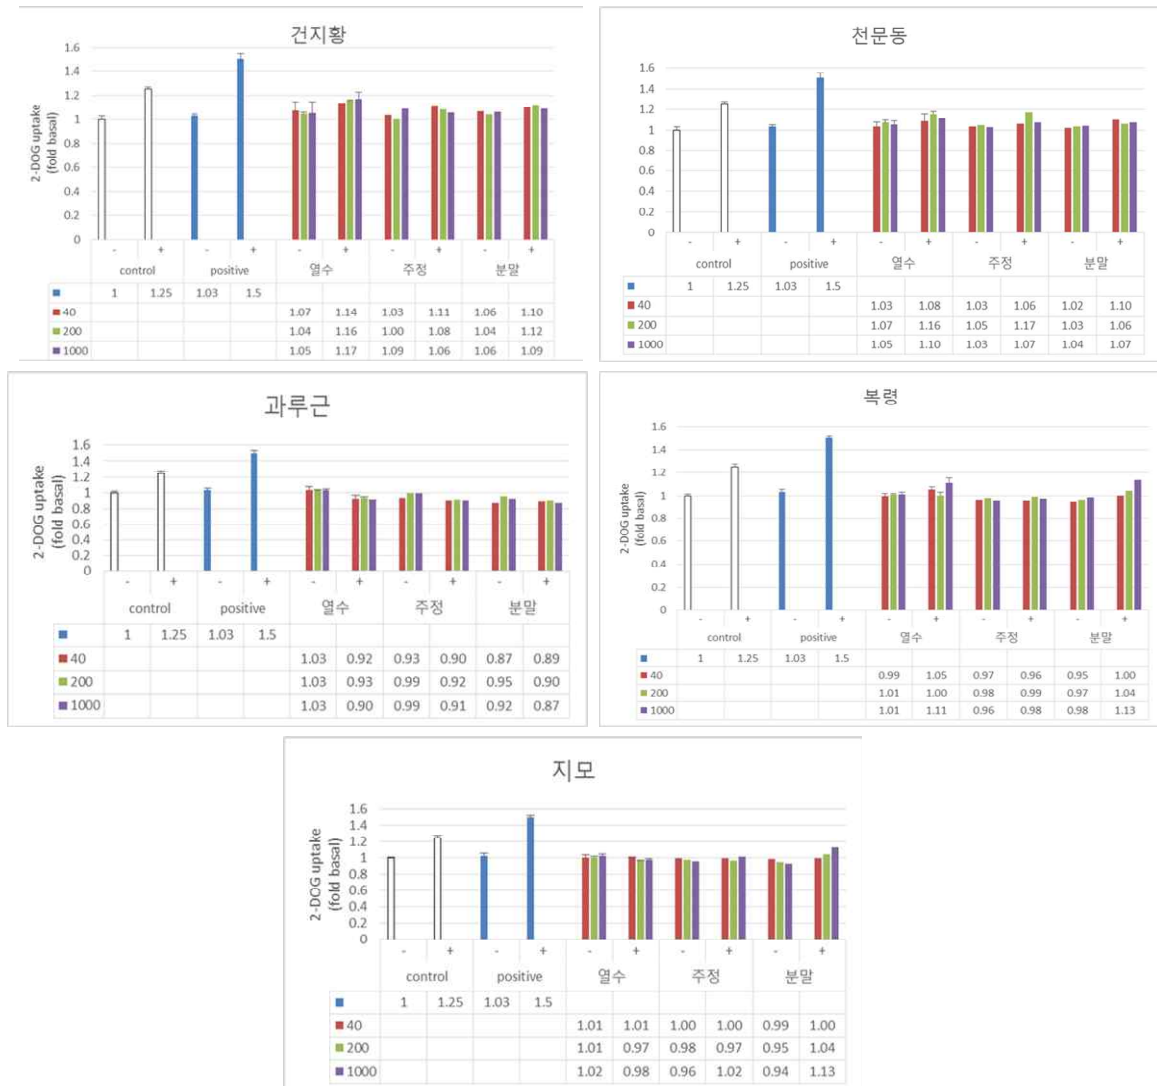 건지황
2-DOG uptake
(fold basal)
1.6
1.4
1.2
1
0.8
0.6
0.4
0.2
0
- + - + - + - + - +
control positive 열수 주정 분말
1 1.25 1.03 1.5
40 1.07 1.14 1.03 1.11 1.06 1.10
200 1.04 1.16 1.00 1.08 1.04 1.12
1000 1.05 1.17 1.09 1.06 1.06 1.09
천문동
2-DOG uptake
(fold basal)
1.6
1.4
1.2
1
0.8
0.6
0.4
0.2
0
- + - + - + - + - +
control positive 열수 주정 분말
1 1.25 1.03 1.5
40 1.03 1.08 1.03 1.06 1.02 1.10
200 1.07 1.16 1.05 1.17 1.03 1.06
1000 1.05 1.10 1.03 1.07 1.04 1.07
과루근
2-DOG uptake
(fold basal)
1.6
1.4
1.2
1
0.8
0.6
0.4
0.2
0
- + - + - + - + - +
control positive 열수 주정 분말
1 1.25 1.03 1.5
40 1.03 0.92 0.93 0.90 0.87 0.89
200 1.03 0.93 0.99 0.92 0.95 0.90
1000 1.03 0.90 0.99 0.91 0.92 0.87
복령
2-DOG uptake
(fold basal)
1.6
1.4
1.2
1
0.8
0.6
0.4
0.2
0
- + - + - + - + - +
control positive 열수 주정 분말
1 1.25 1.03 1.5
40 0.99 1.05 0.97 0.96 0.95 1.00
200 1.01 1.00 0.98 0.99 0.97 1.04
1000 1.01 1.11 0.96 0.98 0.98 1.13
지모
2-DOG uptake
(fold basal)
1.6
1.4
1.2
1
0.8
0.6
0.4
0.2
0
- + - + - + - + - +
control positive 열수 주정 분말
1 1.25 1.03 1.5
40 1.01 1.01 1.00 1.00 0.99 1.00
200 1.01 0.97 0.98 0.97 0.95 1.04
1000 1.02 0.98 0.96 1.02 0.94 1.13